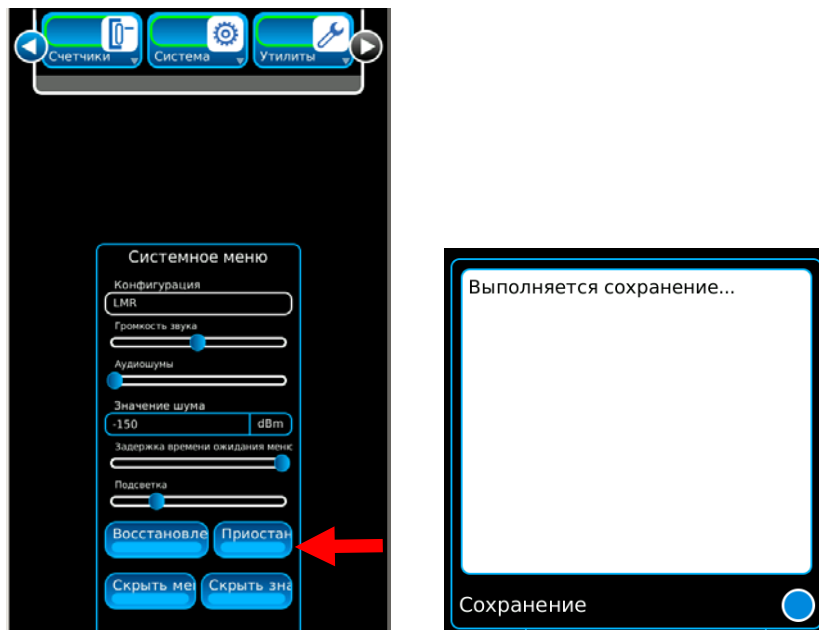 Счетчики
Система
Утилиты
Системное меню
Конфигурация
LMR
Громкость звука
Аудиошумы
Значение шума
-150 dBm
Задержка времени ожидания менк
Подсветка
Восстановле Приостан
Скрыть ме Скрыть зна
Выполняется сохранение...
Сохранение